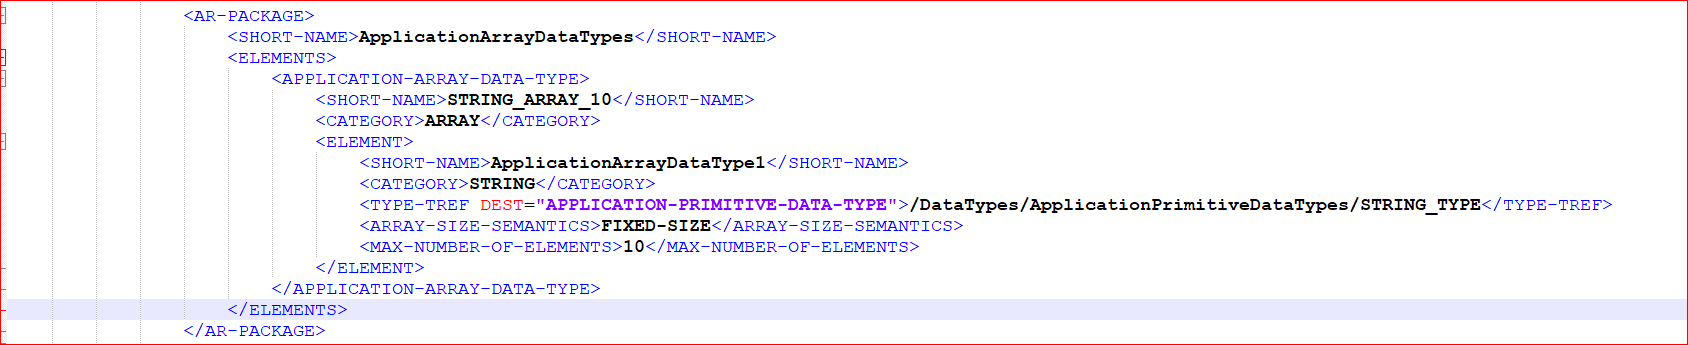 <AR-PACKAGE>
<SHORT-NAME>ApplicationArrayDataTypes</SHORT-NAME>
<ELEMENTS>
<APPLICATION-ARRAY-DATA-TYPE>
<SHORT-NAME>STRING_ARRAY_10</SHORT-NAME>
<CATEGORY>ARRAY</CATEGORY>
<ELEMENT>
<SHORT-NAME>ApplicationArrayDataType1</SHORT-NAME>
<CATEGORY>STRING</CATEGORY>
<TYPE-TREF DEST="APPLICATION-PRIMITIVE-DATA-TYPE">/DataTypes/ApplicationPrimitiveDataTypes/STRING_TYPE</TYPE-TREF>
<ARRAY-SIZE-SEMANTICS>FIXED-SIZE</ARRAY-SIZE-SEMANTICS>
<MAX-NUMBER-OF-ELEMENTS>10</MAX-NUMBER-OF-ELEMENTS>
</ELEMENT>
</APPLICATION-ARRAY-DATA-TYPE>
</ELEMENTS>
</AR-PACKAGE>